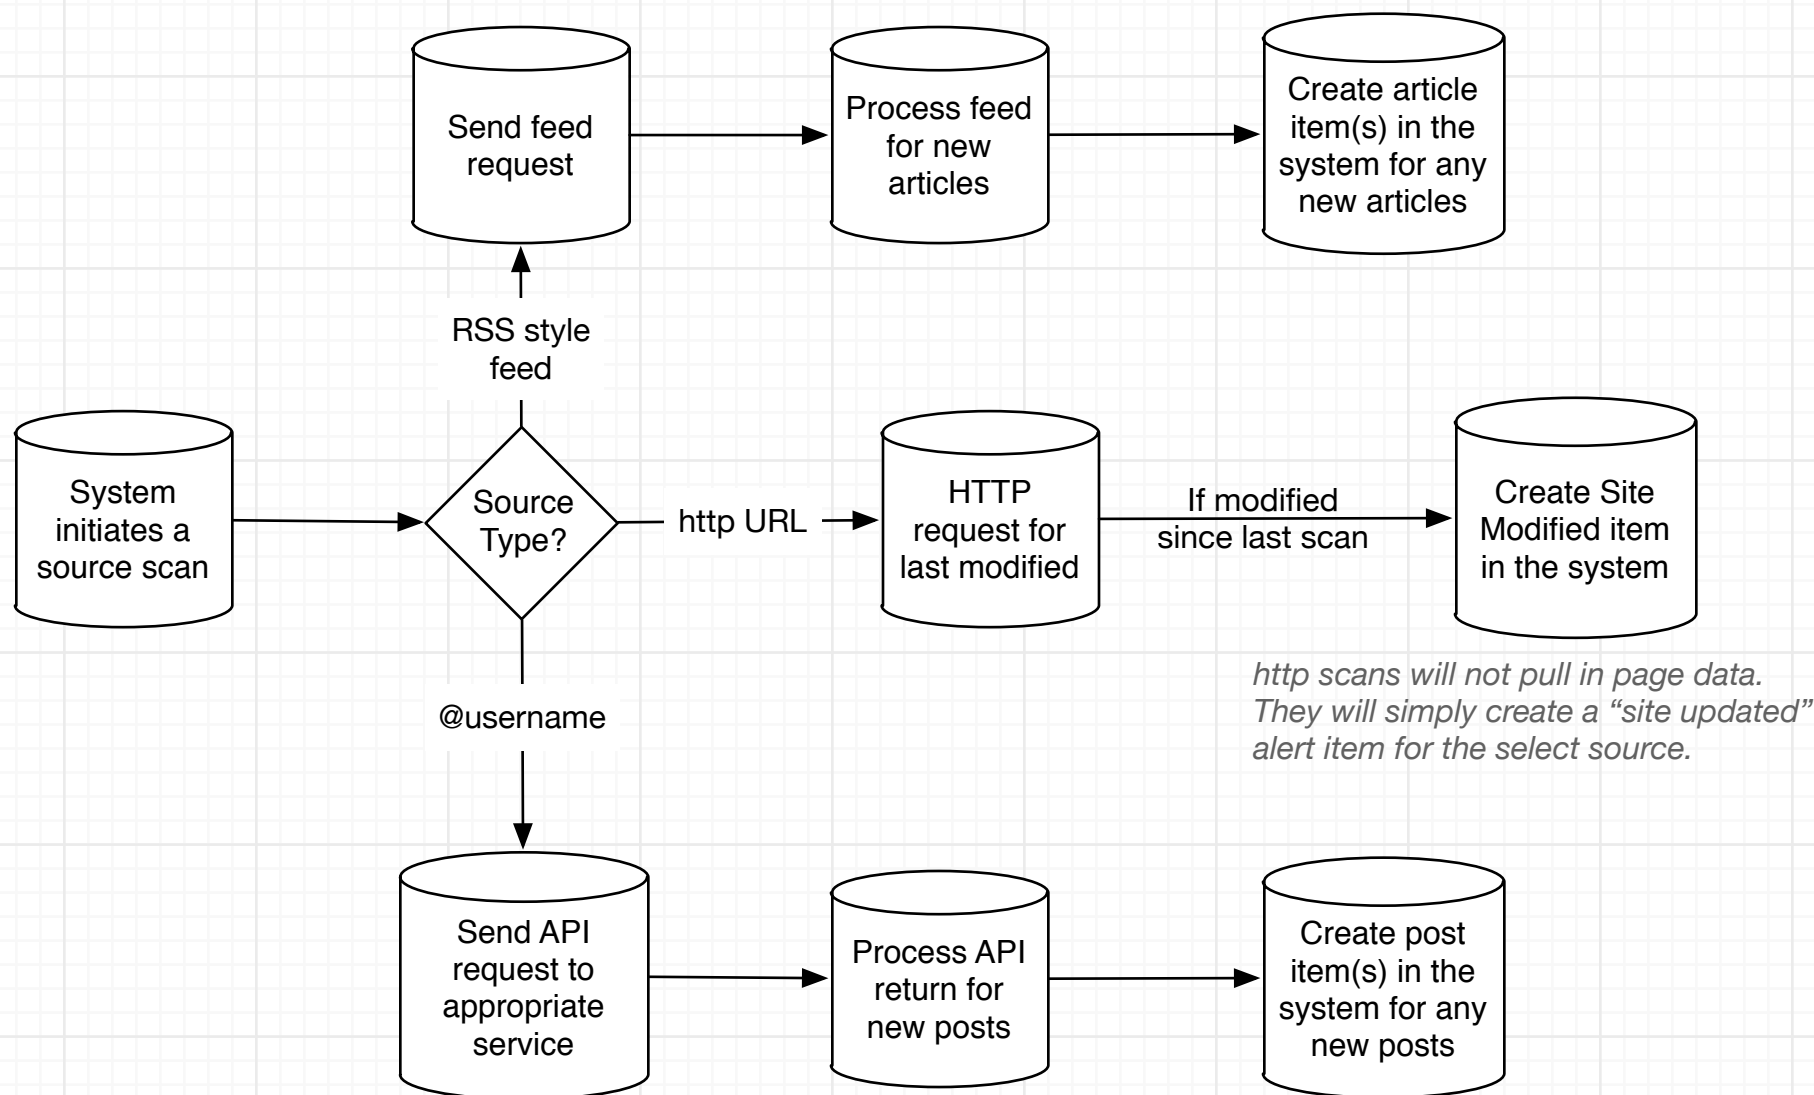 Send feed
request
Process feed
for new
articles
Create article
item(s) in the
system for any
new articles
RSS style
feed
System
initiates a
source scan
Source
Type?
http URL
HTTP
request for
last modified
If modified
since last scan
Create Site
Modified item
in the system
http scans will not pull in page data.
They will simply create a “site updated”
alert item for the select source.
@username
Send API
request to
appropriate
service
Process API
return for
new posts
Create post
item(s) in the
system for any
new posts